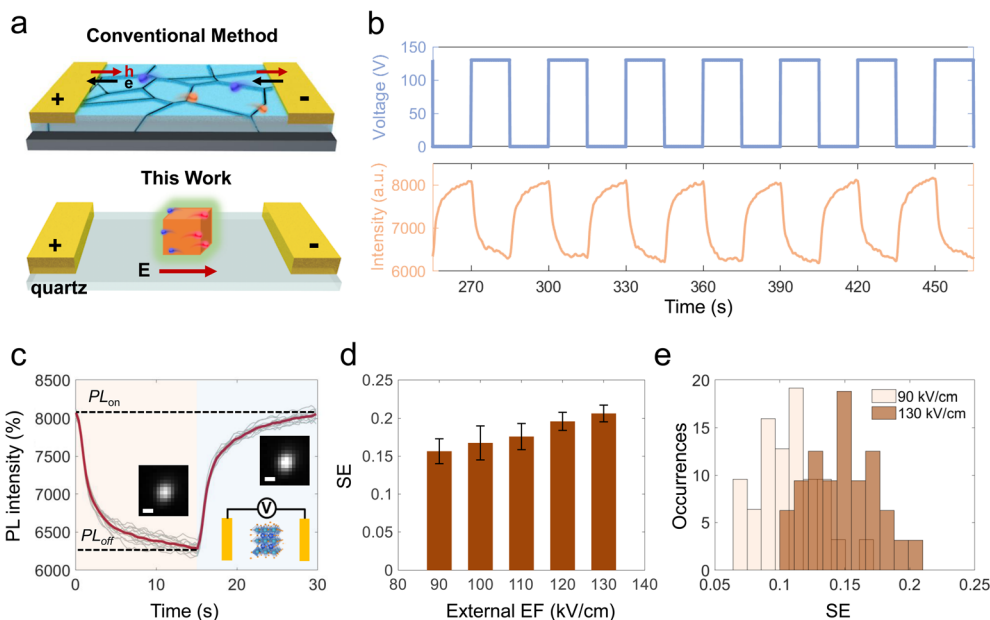 a
Conventional Method
h
e
+
-
This Work
+
-
E
quartz
b
Voltage (V)
150
100
50
0
Intensity (a.u.)
8000
6000
270 300 330 360 390 420 450
Time (s)
c
PL intensity (%)
8500
8000
7500
7000
6500
6000
PLon
PLoff
V
0 10 20 30
Time (s)
d
SE
0.25
0.2
0.15
0.1
0.05
0
80 90 100 110 120 130 140
External EF (kV/cm)
e
Occurrences
20
15
10
5
0
90 kV/cm
130 kV/cm
0.05 0.1 0.15 0.2 0.25
SE